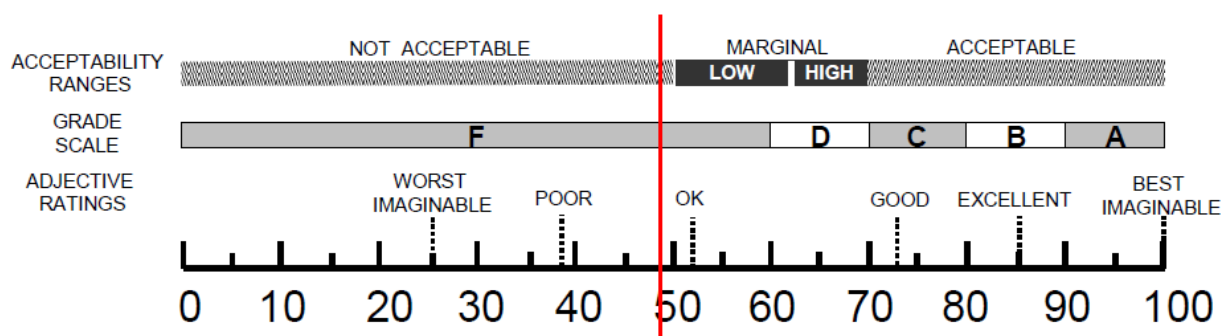 NOT ACCEPTABLE MARGINAL ACCEPTABLE
ACCEPTABILITY
RANGES
LOW HIGH
GRADE
SCALE
F D C B A
ADJECTIVE
RATINGS
WORST
IMAGINABLE
POOR
OK
GOOD
EXCELLENT
BEST
IMAGINABLE
0 10 20 30 40 50 60 70 80 90 100